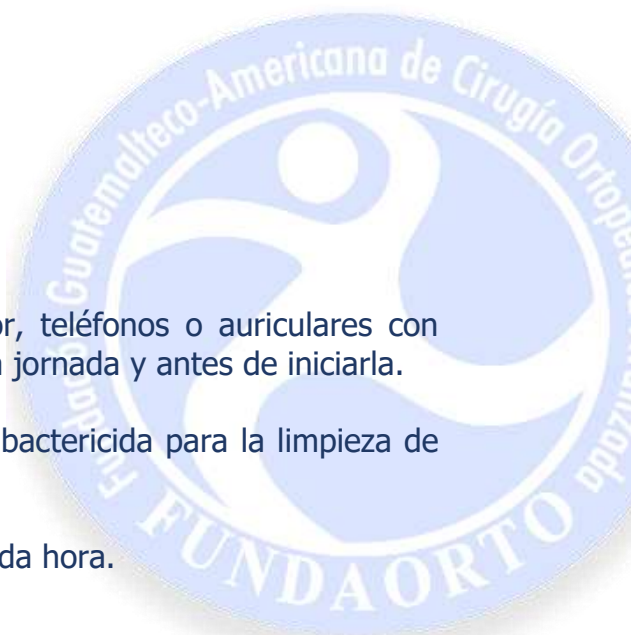 Fundación Guatemalteco-Americana de Cirugía Ortopédica Avanzada
or, teléfonos o auriculares con
jornada y antes de iniciarla.
bactericida para la limpieza de
da hora.
FUNDAORTO